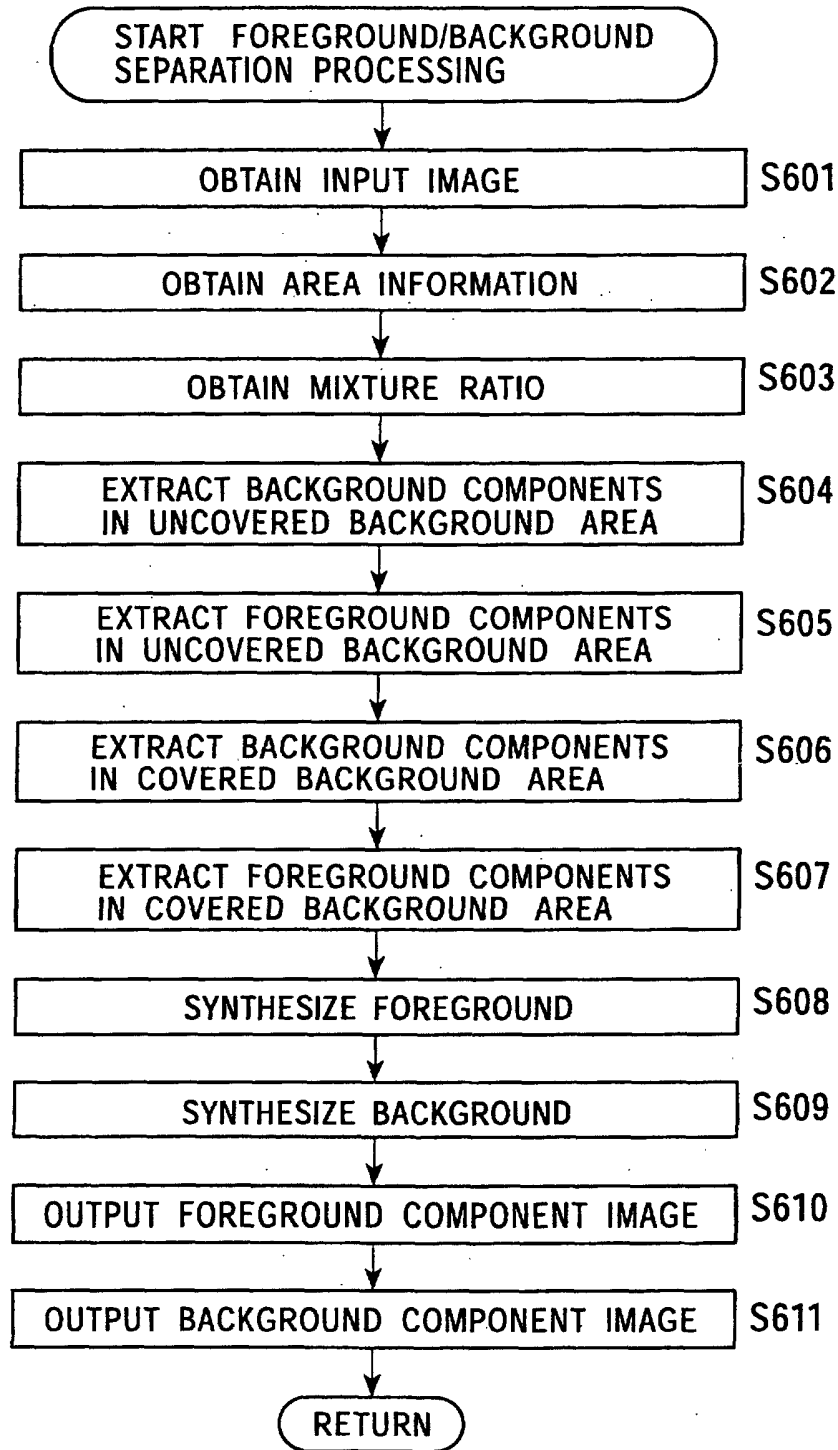 START FOREGROUND/BACKGROUND
SEPARATION PROCESSING
OBTAIN INPUT IMAGE
S601
OBTAIN AREA INFORMATION
S602
OBTAIN MIXTURE RATIO
S603
EXTRACT BACKGROUND COMPONENTS
IN UNCOVERED BACKGROUND AREA
S604
EXTRACT FOREGROUND COMPONENTS
IN UNCOVERED BACKGROUND AREA
S605
EXTRACT BACKGROUND COMPONENTS
IN COVERED BACKGROUND AREA
S606
EXTRACT FOREGROUND COMPONENTS
IN COVERED BACKGROUND AREA
S607
SYNTHESIZE FOREGROUND
S608
SYNTHESIZE BACKGROUND
S609
OUTPUT FOREGROUND COMPONENT IMAGE
S610
OUTPUT BACKGROUND COMPONENT IMAGE
S611
RETURN